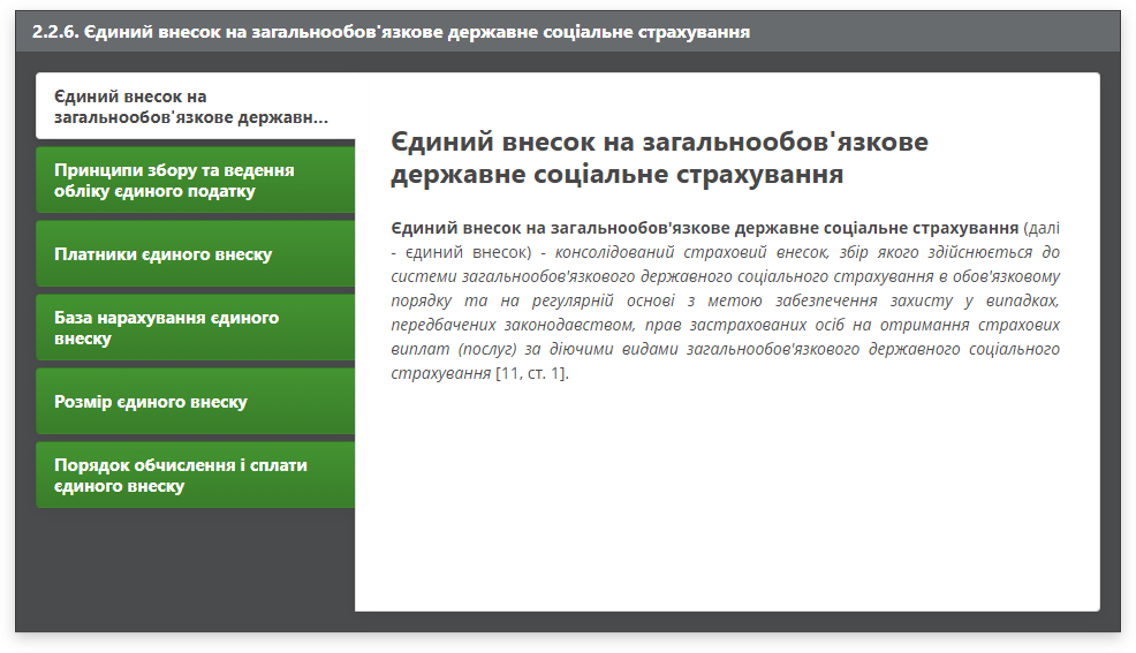 2.2.6. Єдиний внесок на загальнообов'язкове державне соціальне страхування
Єдиний внесок на
загальнообов'язкове державн...
Принципи збору та ведення
обліку єдиного податку
Платники єдиного внеску
База нарахування єдиного
внеску
Розмір єдиного внеску
Порядок обчислення і сплати
єдиного внеску
Єдиний внесок на загальнообов'язкове
державне соціальне страхування
Єдиний внесок на загальнообов'язкове державне соціальне страхування (далі
- єдиний внесок) - консолідований страховий внесок, збір якого здійснюється до
системи загальнообов'язкового державного соціального страхування в обов'язковому
порядку та на регулярній основі з метою забезпечення захисту у випадках,
передбачених законодавством, прав застрахованих осіб на отримання страхових
виплат (послуг) за діючими видами загальнообов'язкового державного соціального
страхування [11, ст. 1].